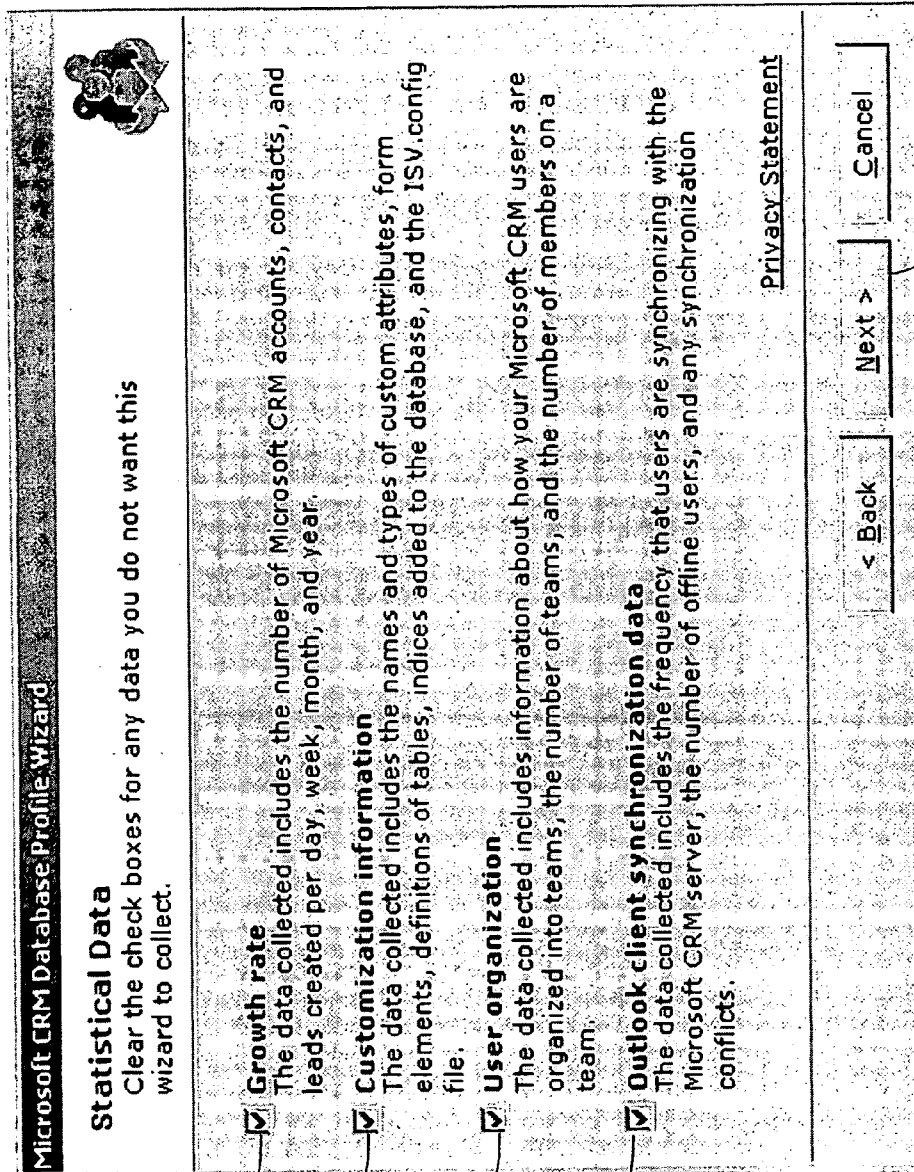 Microsoft CRM Database Profile Wizard
Statistical Data
Clear the check boxes for any data you do not want this
wizard to collect.
Growth rate
The data collected includes the number of Microsoft CRM accounts, contacts, and
leads created per day, week, month, and year.
Customization information
The data collected includes the names and types of custom attributes, form
elements, definitions of tables, indices added to the database, and the ISV.config
file.
User organization
The data collected includes information about how your Microsoft CRM users are
organized into teams, the number of teams, and the number of members on a
team.
Outlook client synchronization data
The data collected includes the frequency that users are synchronizing with the
Microsoft CRM server, the number of offline users, and any synchronization
conflicts.
Privacy Statement
< Back
Next >
Cancel